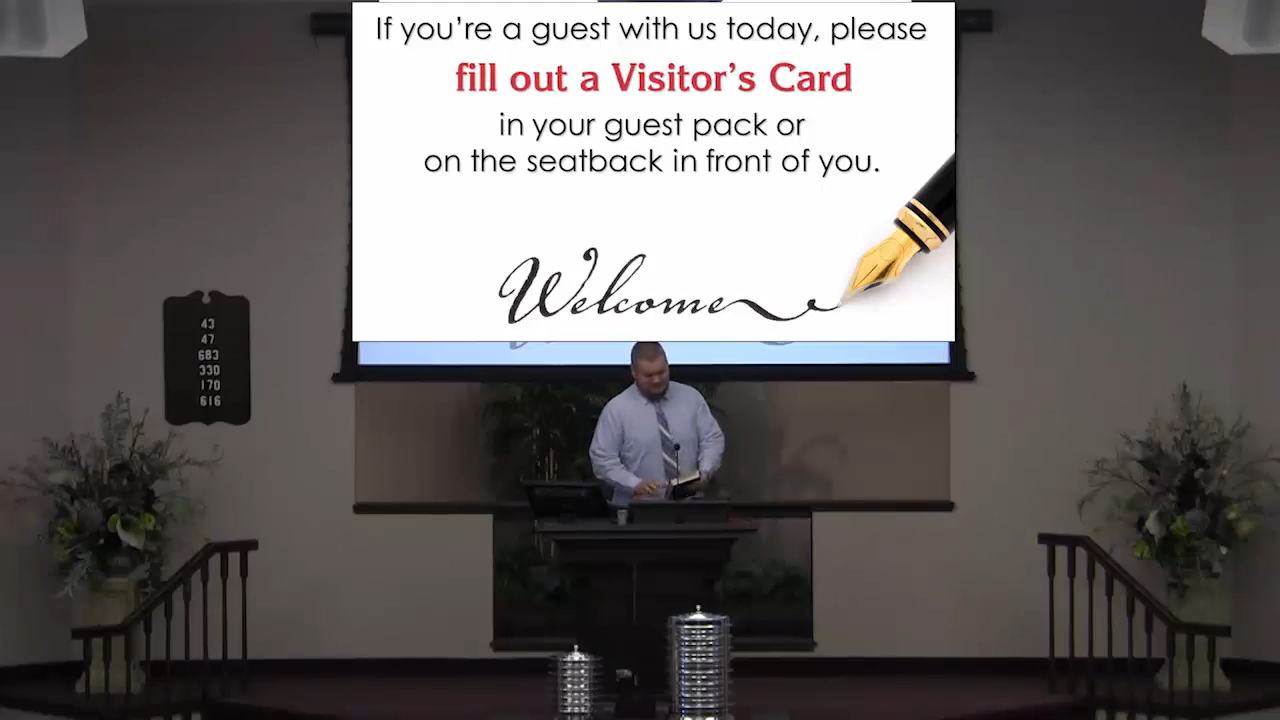 If you're a guest with us today, please
fill out a Visitor's Card
in your guest pack or
on the seatback in front of you.
Welcome
43
47
683
330
170
616